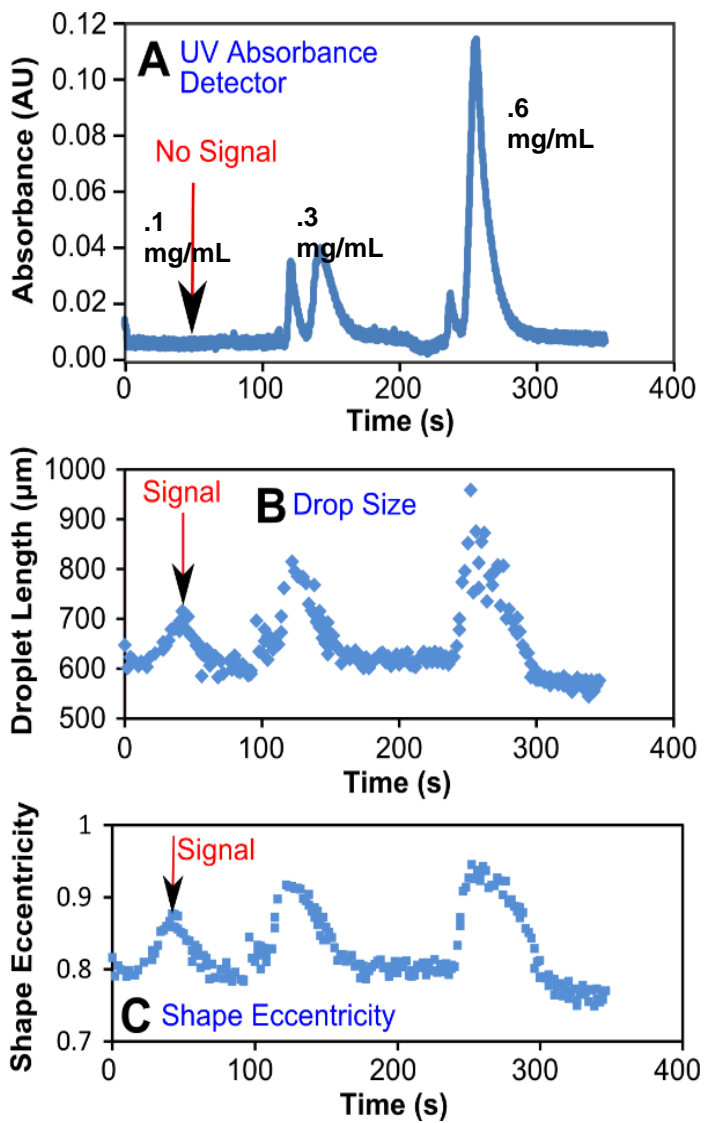 0.12
0.10
0.08
0.06
0.04
0.02
0.00
Absorbance (AU)
A UV Absorbance
Detector
No Signal
.1
mg/mL
.3
mg/mL
.6
mg/mL
0 100 200 300 400
Time (s)
1000
900
800
700
600
500
Droplet Length (µm)
Signal
B Drop Size
0 100 200 300 400
Time (s)
1
0.9
0.8
0.7
Shape Eccentricity
Signal
C Shape Eccentricity
0 100 200 300 400
Time (s)